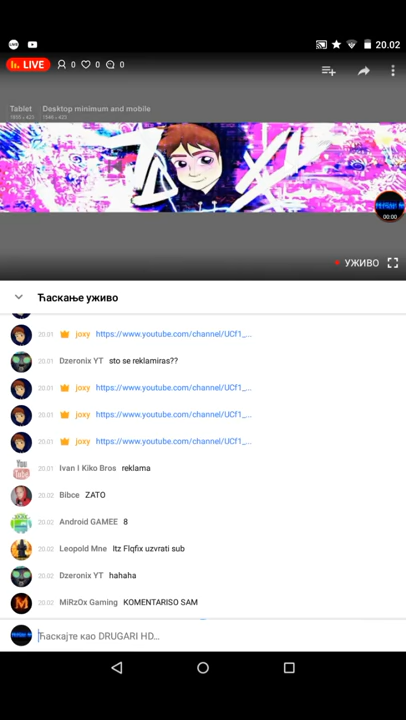 20.02
LIVE 0 0 0
Tablet Desktop minimum and mobile
1855 x 423 1546 x 423
JOXY
00:00
УЖИВО
Ћаскање уживо
20.01 joxy https://www.youtube.com/channel/UCf1_...
20.01 Dzeronix YT sto se reklamiras??
20.01 joxy https://www.youtube.com/channel/UCf1_...
20.01 joxy https://www.youtube.com/channel/UCf1_...
20.01 joxy https://www.youtube.com/channel/UCf1_...
20.01 Ivan I Kiko Bros reklama
20.02 Bibce ZATO
20.02 Android GAMEE 8
20.02 Leopold Mne Itz Flqfix uzvrati sub
20.02 Dzeronix YT hahaha
20.02 MiRzOx Gaming KOMENTARISO SAM
Ћаскајте као DRUGARI HD...